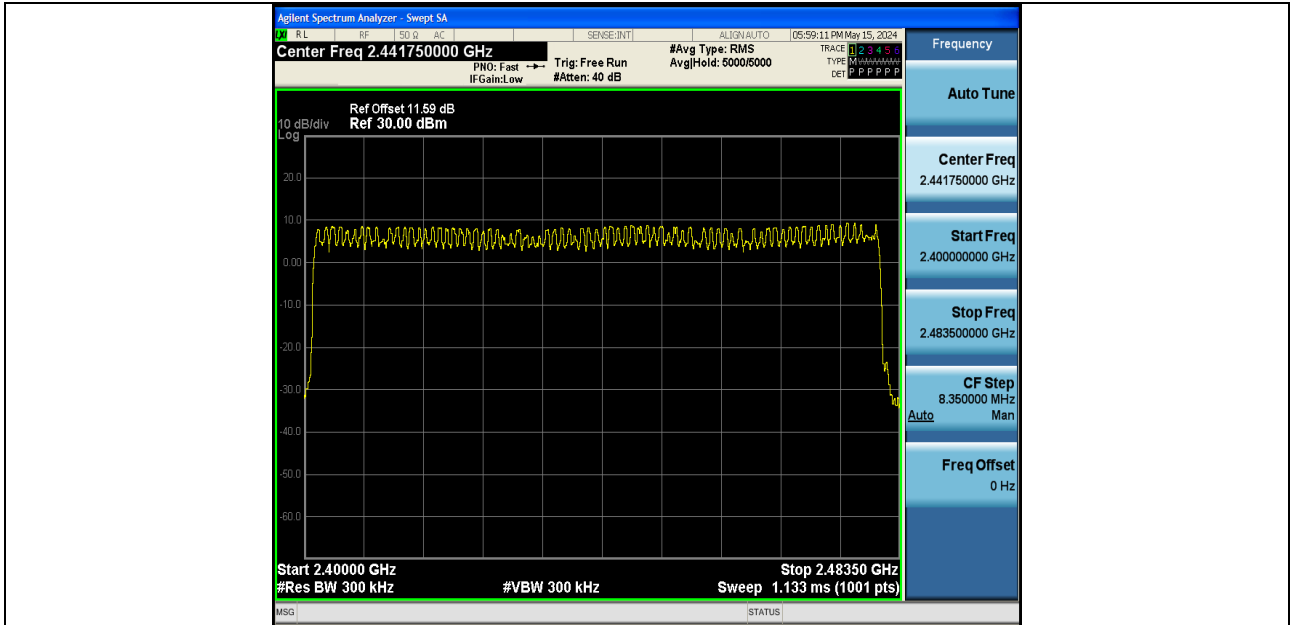 Agilent Spectrum Analyzer - Swept SA
LXI RL RF 50 Ω AC SENSE:INT ALIGN AUTO 05:59:11 PM May 15, 2024
Center Freq 2.441750000 GHz
PNO: Fast
IFGain:Low
Trig: Free Run
#Atten: 40 dB
#Avg Type: RMS
Avg|Hold: 5000/5000
TRACE 1 2 3 4 5 6
TYPE M
DET P P P P P P
Ref Offset 11.59 dB
10 dB/div Ref 30.00 dBm
Log
20.0
10.0
0.00
-10.0
-20.0
-30.0
-40.0
-50.0
-60.0
Start 2.40000 GHz Stop 2.48350 GHz
#Res BW 300 kHz #VBW 300 kHz Sweep 1.133 ms (1001 pts)
MSG STATUS
Frequency
Auto Tune
Center Freq
2.441750000 GHz
Start Freq
2.400000000 GHz
Stop Freq
2.483500000 GHz
CF Step
8.350000 MHz
Auto Man
Freq Offset
0 Hz